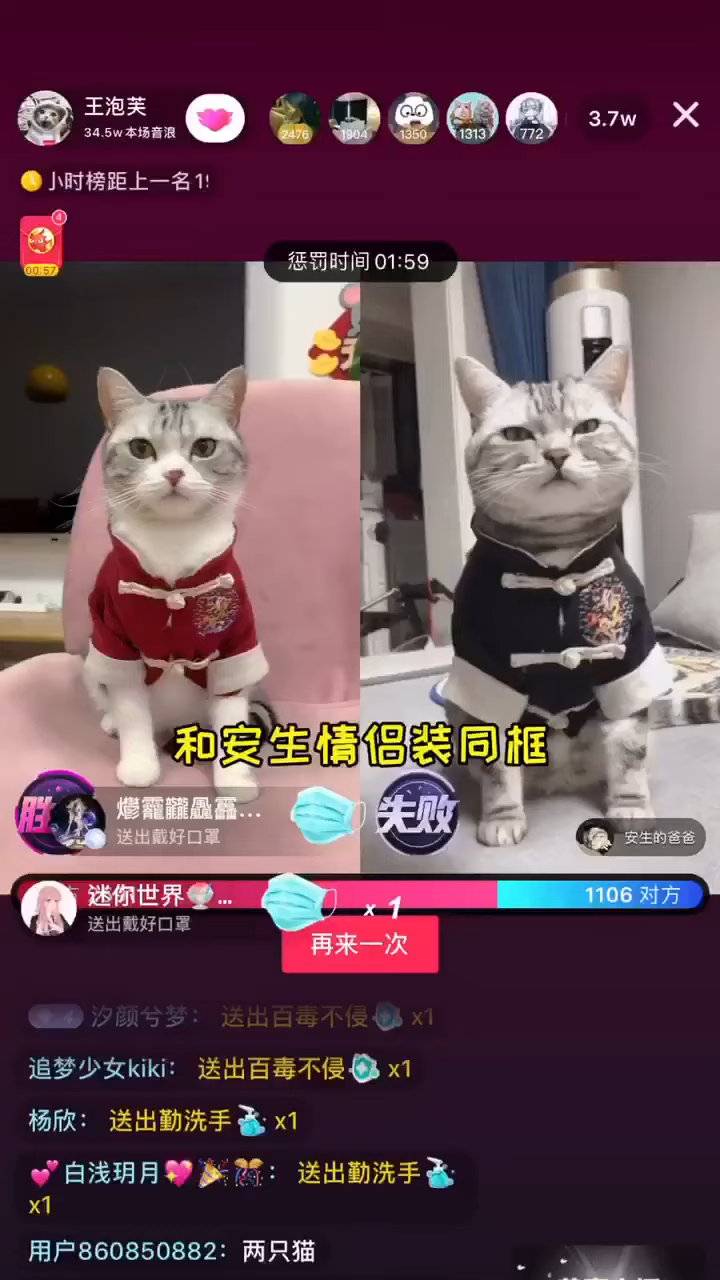 王泡芙
34.5w本场音浪
2476
1904
1350
1313
772
3.7w
小时榜距上一名1
4
00:57
惩罚时间 01:59
和安生情侣装同框
胜
送出戴好口罩
失败
安生的爸爸
迷你世界🍧...
送出戴好口罩
x 1
1106 对方
再来一次
汐颜兮梦: 送出百毒不侵 x1
追梦少女kiki: 送出百毒不侵 x1
杨欣: 送出勤洗手 x1
💕白浅玥月💖🎉🎊: 送出勤洗手
x1
用户860850882: 两只猫